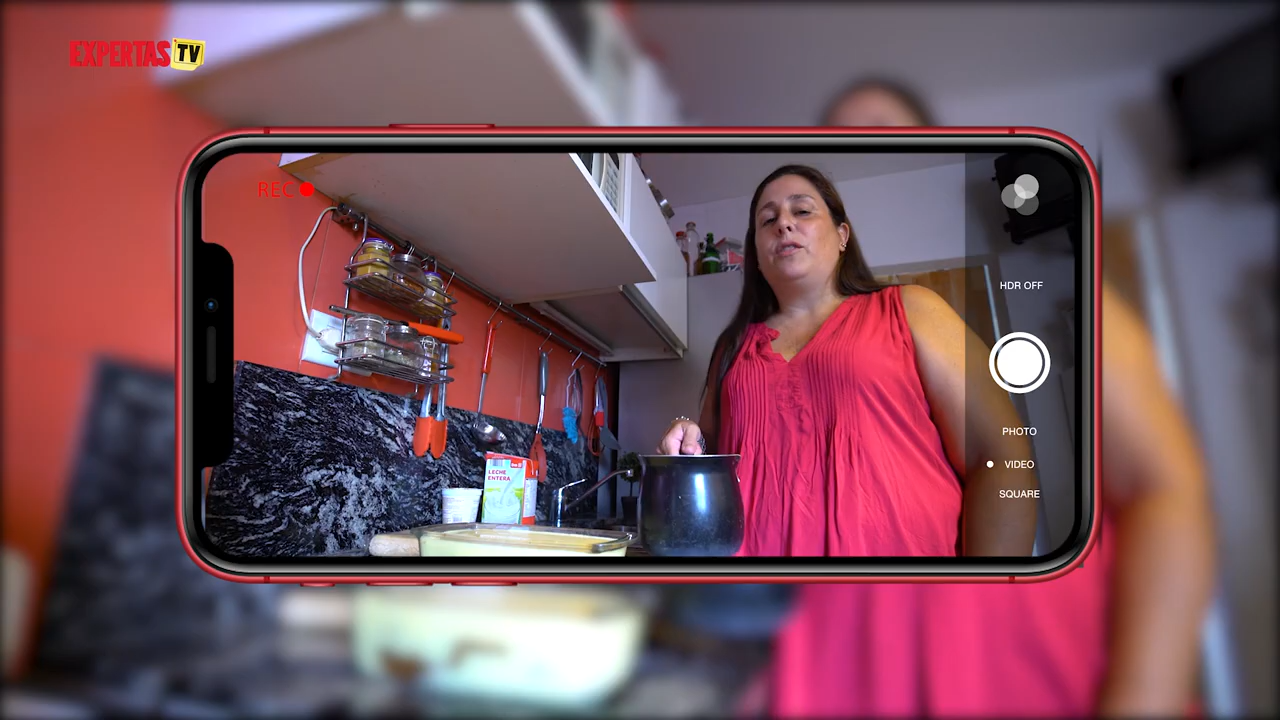 EXPERTAS TV
REC
HDR OFF
PHOTO
VIDEO
SQUARE
LECHE
ENTERA